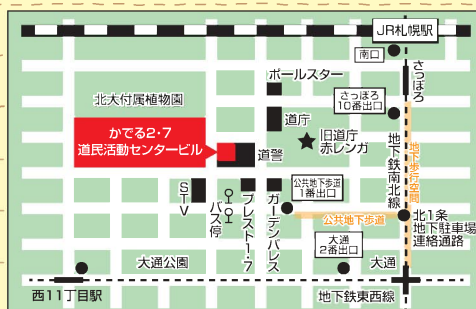 JR札幌駅
南口
さっぽろ
ポールスター
さっぽろ
10番出口
北大付属植物園
道庁
旧道庁
赤レンガ
かでる2・7
道民活動センタービル
道警
地下鉄南北線
地下歩行空間
STV
バス停
プレスト1・7
ガーデンパレス
公共地下歩道
1番出口
公共地下歩道
北1条
地下駐車場
連絡通路
大通
2番出口
大通公園
大通
西11丁目駅
地下鉄東西線